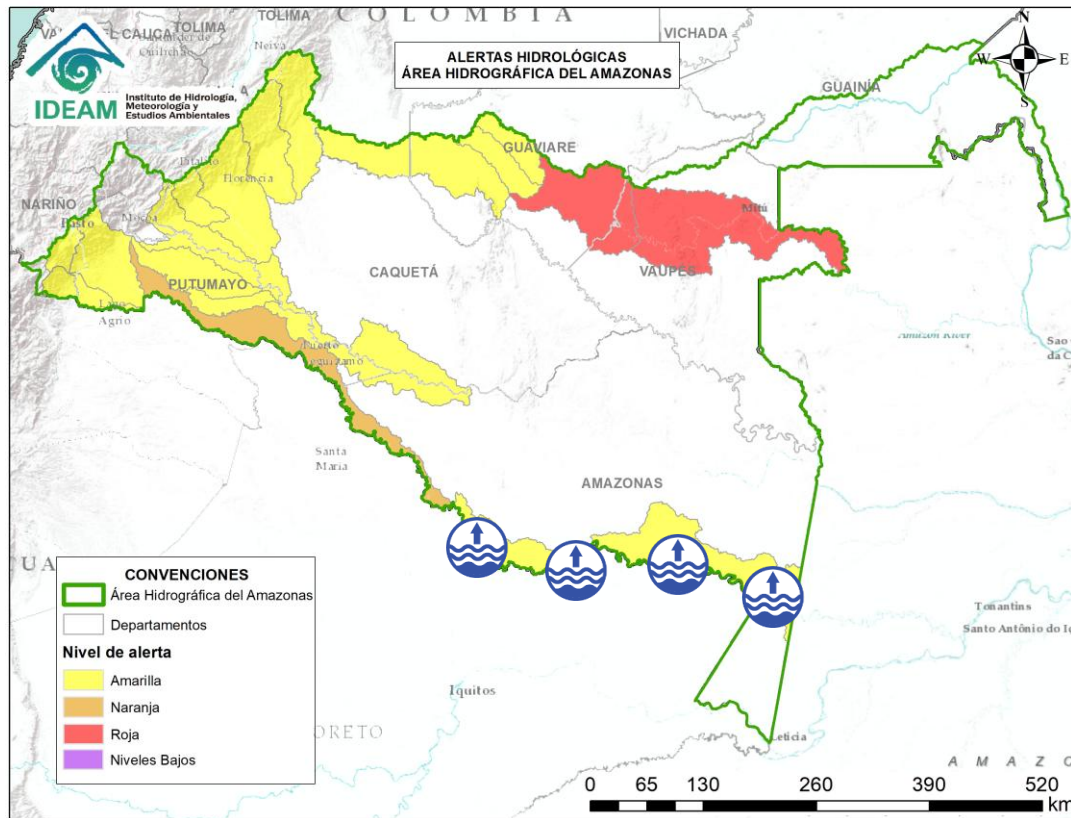 COLOMBIA
TOLIMA
TOLIMA
Neiva
VICHADA
ALERTAS HIDROLÓGICAS
ÁREA HIDROGRÁFICA DEL AMAZONAS
N
W
E
S
IDEAM
Instituto de Hidrología,
Meteorología y
Estudios Ambientales
GUAINÍA
GUAVIARE
Pitalito
Florencia
NARIÑO
Pasto
Mocoa
Mitú
CAQUETÁ
VAUPÉS
PUTUMAYO
Lago
Agrio
Puerto
Leguízamo
Amazon River
Santa
Maria
AMAZONAS
CONVENCIONES
Área Hidrográfica del Amazonas
Departamentos
Nivel de alerta
Amarilla
Naranja
Roja
Niveles Bajos
Tonantins
Iquitos
Leticia
0 65 130 260 390 520
km